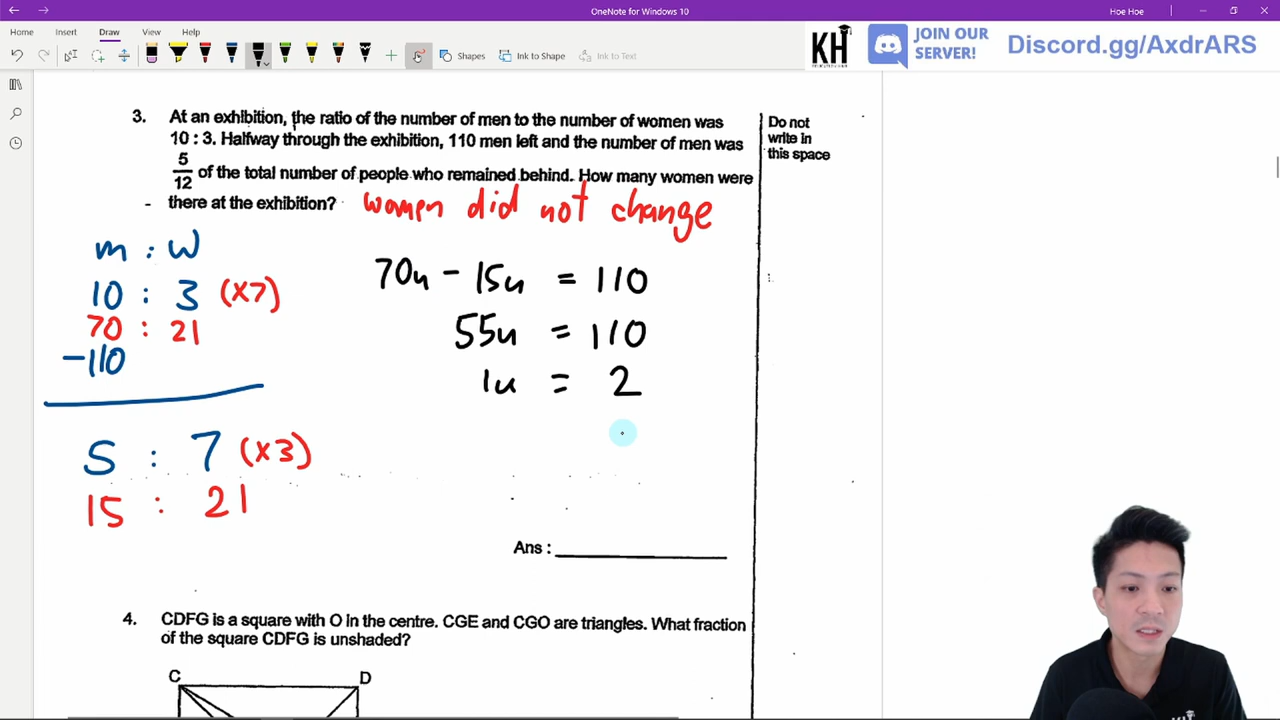 OneNote for Windows 10
Hoe Hoe
Home Insert Draw View Help
Shapes
Ink to Shape
Ink to Text
KH
JOIN OUR
SERVER!
Discord.gg/AxdrARS
3. At an exhibition, the ratio of the number of men to the number of women was
10 : 3. Halfway through the exhibition, 110 men left and the number of men was
5/12 of the total number of people who remained behind. How many women were
there at the exhibition?
Do not
write in
this space
women did not change
m : W
10 : 3 (x7)
70 : 21
-110
5 : 7 (x3)
15 : 21
70u - 15u = 110
55u = 110
1u = 2
Ans :
4. CDFG is a square with O in the centre. CGE and CGO are triangles. What fraction
of the square CDFG is unshaded?
C D
KH